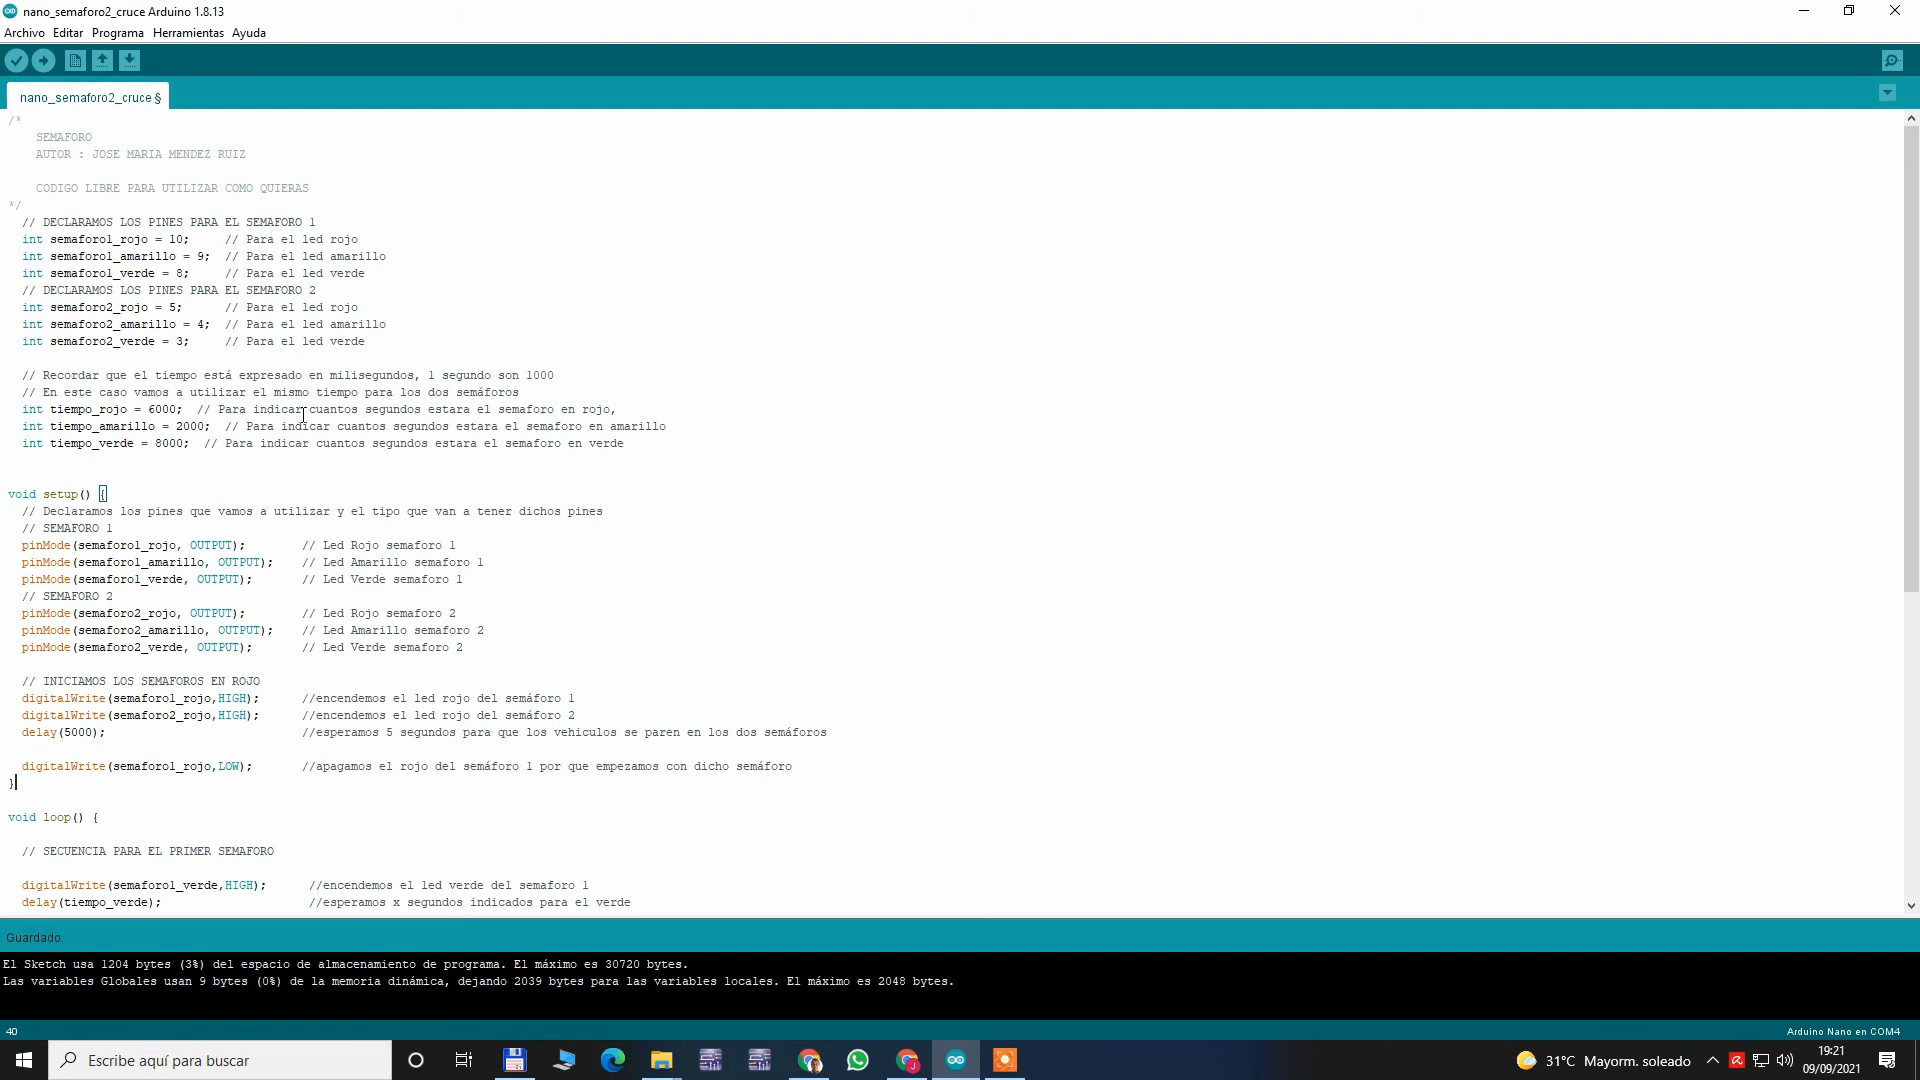 nano_semaforo2_cruce Arduino 1.8.13
Archivo Editar Programa Herramientas Ayuda
nano_semaforo2_cruce §
/*
SEMAFORO
AUTOR : JOSE MARIA MENDEZ RUIZ
CODIGO LIBRE PARA UTILIZAR COMO QUIERAS
*/
// DECLARAMOS LOS PINES PARA EL SEMAFORO 1
int semaforo1_rojo = 10; // Para el led rojo
int semaforo1_amarillo = 9; // Para el led amarillo
int semaforo1_verde = 8; // Para el led verde
// DECLARAMOS LOS PINES PARA EL SEMAFORO 2
int semaforo2_rojo = 5; // Para el led rojo
int semaforo2_amarillo = 4; // Para el led amarillo
int semaforo2_verde = 3; // Para el led verde
// Recordar que el tiempo está expresado en milisegundos, 1 segundo son 1000
// En este caso vamos a utilizar el mismo tiempo para los dos semáforos
int tiempo_rojo = 6000; // Para indicar cuantos segundos estara el semaforo en rojo,
int tiempo_amarillo = 2000; // Para indicar cuantos segundos estara el semaforo en amarillo
int tiempo_verde = 8000; // Para indicar cuantos segundos estara el semaforo en verde
void setup() {
// Declaramos los pines que vamos a utilizar y el tipo que van a tener dichos pines
// SEMAFORO 1
pinMode(semaforo1_rojo, OUTPUT); // Led Rojo semaforo 1
pinMode(semaforo1_amarillo, OUTPUT); // Led Amarillo semaforo 1
pinMode(semaforo1_verde, OUTPUT); // Led Verde semaforo 1
// SEMAFORO 2
pinMode(semaforo2_rojo, OUTPUT); // Led Rojo semaforo 2
pinMode(semaforo2_amarillo, OUTPUT); // Led Amarillo semaforo 2
pinMode(semaforo2_verde, OUTPUT); // Led Verde semaforo 2
// INICIAMOS LOS SEMAFOROS EN ROJO
digitalWrite(semaforo1_rojo,HIGH); //encendemos el led rojo del semáforo 1
digitalWrite(semaforo2_rojo,HIGH); //encendemos el led rojo del semáforo 2
delay(5000); //esperamos 5 segundos para que los vehiculos se paren en los dos semáforos
digitalWrite(semaforo1_rojo,LOW); //apagamos el rojo del semáforo 1 por que empezamos con dicho semáforo
}
void loop() {
// SECUENCIA PARA EL PRIMER SEMAFORO
digitalWrite(semaforo1_verde,HIGH); //encendemos el led verde del semaforo 1
delay(tiempo_verde); //esperamos x segundos indicados para el verde
Guardado.
El Sketch usa 1204 bytes (3%) del espacio de almacenamiento de programa. El máximo es 30720 bytes.
Las variables Globales usan 9 bytes (0%) de la memoria dinámica, dejando 2039 bytes para las variables locales. El máximo es 2048 bytes.
40
Arduino Nano en COM4
Escribe aquí para buscar
31°C Mayorm. soleado
19:21
09/09/2021